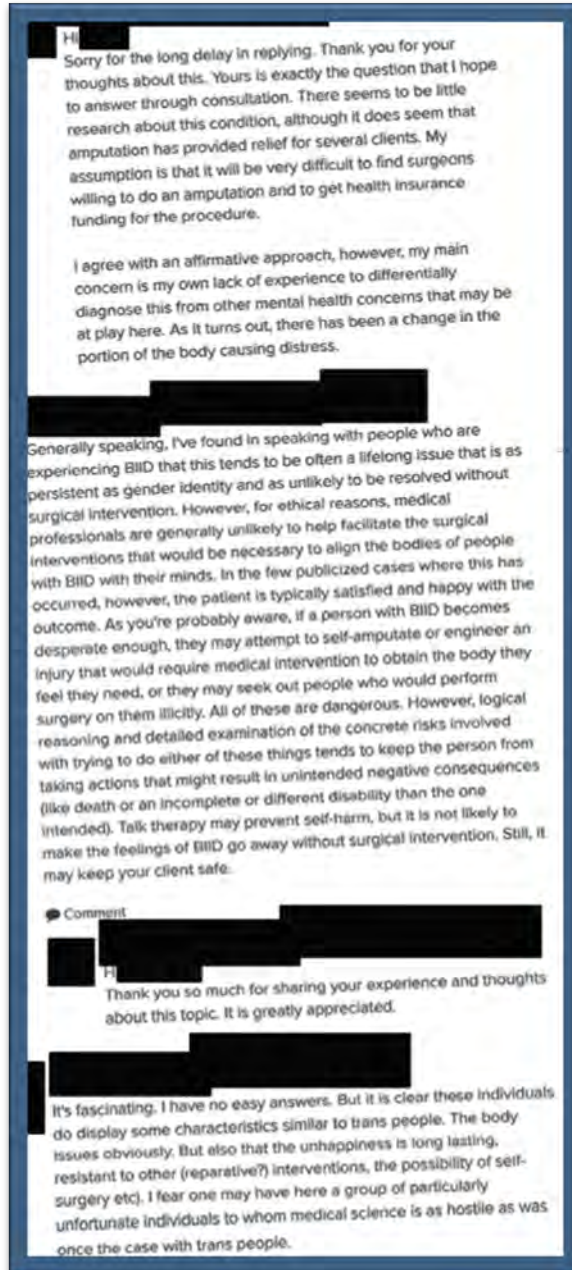 Hi
Sorry for the long delay in replying. Thank you for your
thoughts about this. Yours is exactly the question that I hope
to answer through consultation. There seems to be little
research about this condition, although it does seem that
amputation has provided relief for several clients. My
assumption is that it will be very difficult to find surgeons
willing to do an amputation and to get health insurance
funding for the procedure.
I agree with an affirmative approach, however, my main
concern is my own lack of experience to differentially
diagnose this from other mental health concerns that may be
at play here. As it turns out, there has been a change in the
portion of the body causing distress.
Generally speaking, I've found in speaking with people who are
experiencing BIID that this tends to be often a lifelong issue that is as
persistent as gender identity and as unlikely to be resolved without
surgical intervention. However, for ethical reasons, medical
professionals are generally unlikely to help facilitate the surgical
interventions that would be necessary to align the bodies of people
with BIID with their minds. In the few publicized cases where this has
occurred, however, the patient is typically satisfied and happy with the
outcome. As you're probably aware, if a person with BIID becomes
desperate enough, they may attempt to self-amputate or engineer an
injury that would require medical intervention to obtain the body they
feel they need, or they may seek out people who would perform
surgery on them illicitly. All of these are dangerous. However, logical
reasoning and detailed examination of the concrete risks involved
with trying to do either of these things tends to keep the person from
taking actions that might result in unintended negative consequences
(like death or an incomplete or different disability than the one
intended). Talk therapy may prevent self-harm, but it is not likely to
make the feelings of BIID go away without surgical intervention. Still, it
may keep your client safe.
Comment
Hi
Thank you so much for sharing your experience and thoughts
about this topic. It is greatly appreciated.
It's fascinating. I have no easy answers. But it is clear these individuals
do display some characteristics similar to trans people. The body
issues obviously. But also that the unhappiness is long lasting,
resistant to other (reparative?) interventions, the possibility of self-
surgery etc). I fear one may have here a group of particularly
unfortunate individuals to whom medical science is as hostile as was
once the case with trans people.